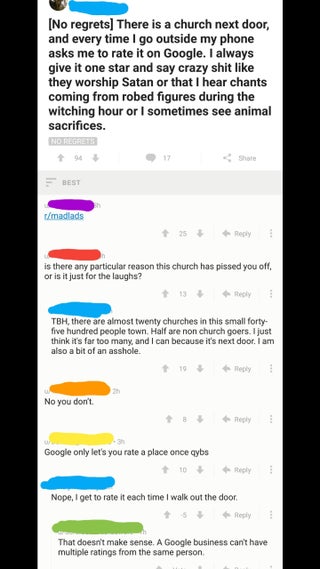 [No regrets] There is a church next door,
and every time I go outside my phone
asks me to rate it on Google. I always
give it one star and say crazy shit like
they worship Satan or that I hear chants
coming from robed figures during the
witching hour or I sometimes see animal
sacrifices.
NO REGRETS
94 17 Share
BEST
r/madlads
25 Reply
is there any particular reason this church has pissed you off,
or is it just for the laughs?
13 Reply
TBH, there are almost twenty churches in this small forty-
five hundred people town. Half are non church goers. I just
think it's far too many, and I can because it's next door. I am
also a bit of an asshole.
19 Reply
2h
No you don't.
8 Reply
3h
Google only let's you rate a place once qybs
10 Reply
Nope, I get to rate it each time I walk out the door.
-5 Reply
That doesn't make sense. A Google business can't have
multiple ratings from the same person.